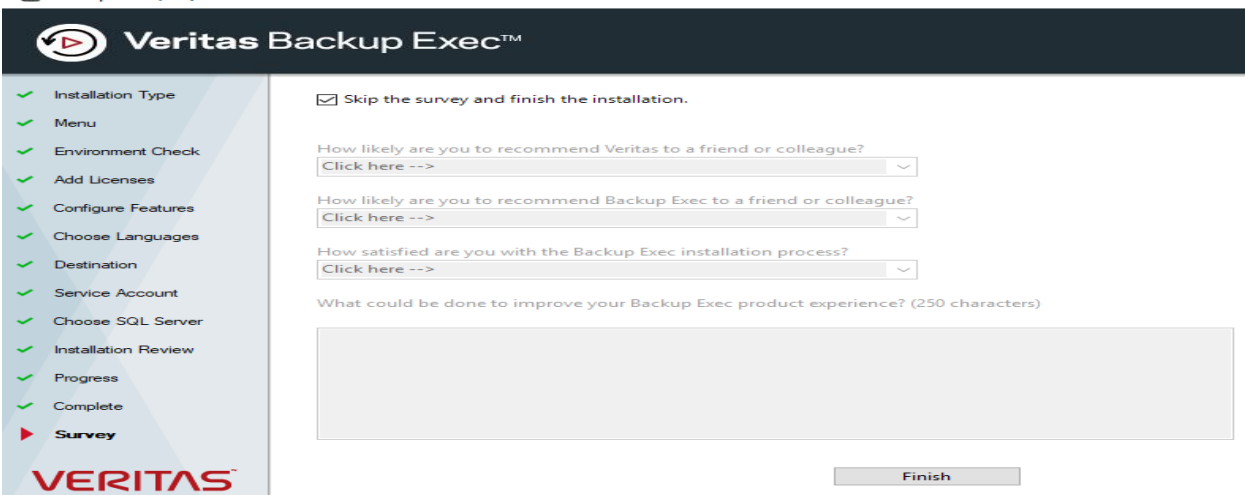 Veritas Backup Exec™
Installation Type
Menu
Environment Check
Add Licenses
Configure Features
Choose Languages
Destination
Service Account
Choose SQL Server
Installation Review
Progress
Complete
Survey
VERITAS
Skip the survey and finish the installation.
How likely are you to recommend Veritas to a friend or colleague?
Click here -->
How likely are you to recommend Backup Exec to a friend or colleague?
Click here -->
How satisfied are you with the Backup Exec installation process?
Click here -->
What could be done to improve your Backup Exec product experience? (250 characters)
Finish